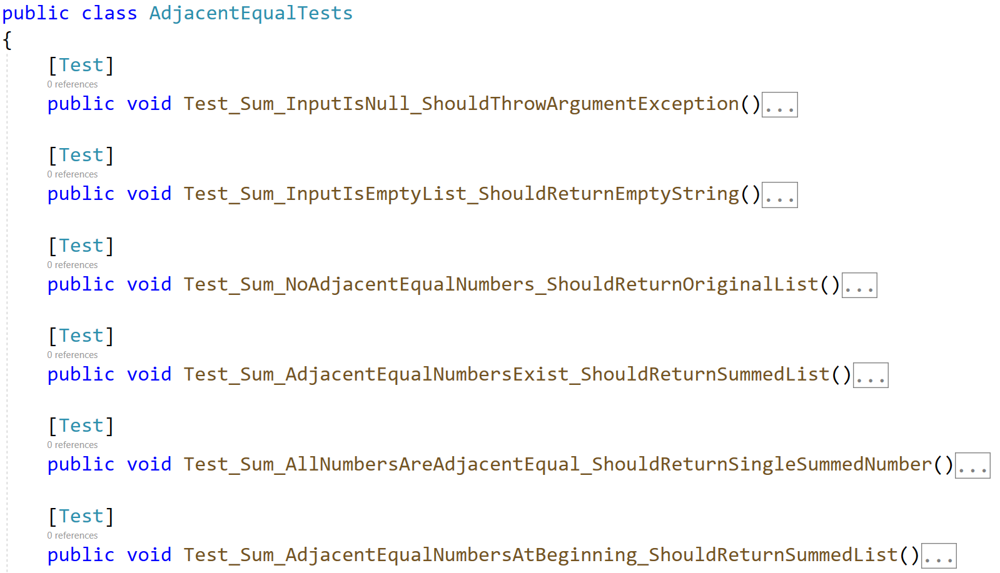 public class AdjacentEqualTests
{
[Test]
0 references
public void Test_Sum_InputIsNull_ShouldThrowArgumentException()...
[Test]
0 references
public void Test_Sum_InputIsEmptyList_ShouldReturnEmptyString()...
[Test]
0 references
public void Test_Sum_NoAdjacentEqualNumbers_ShouldReturnOriginalList()...
[Test]
0 references
public void Test_Sum_AdjacentEqualNumbersExist_ShouldReturnSummedList()...
[Test]
0 references
public void Test_Sum_AllNumbersAreAdjacentEqual_ShouldReturnSingleSummedNumber()...
[Test]
0 references
public void Test_Sum_AdjacentEqualNumbersAtBeginning_ShouldReturnSummedList()...